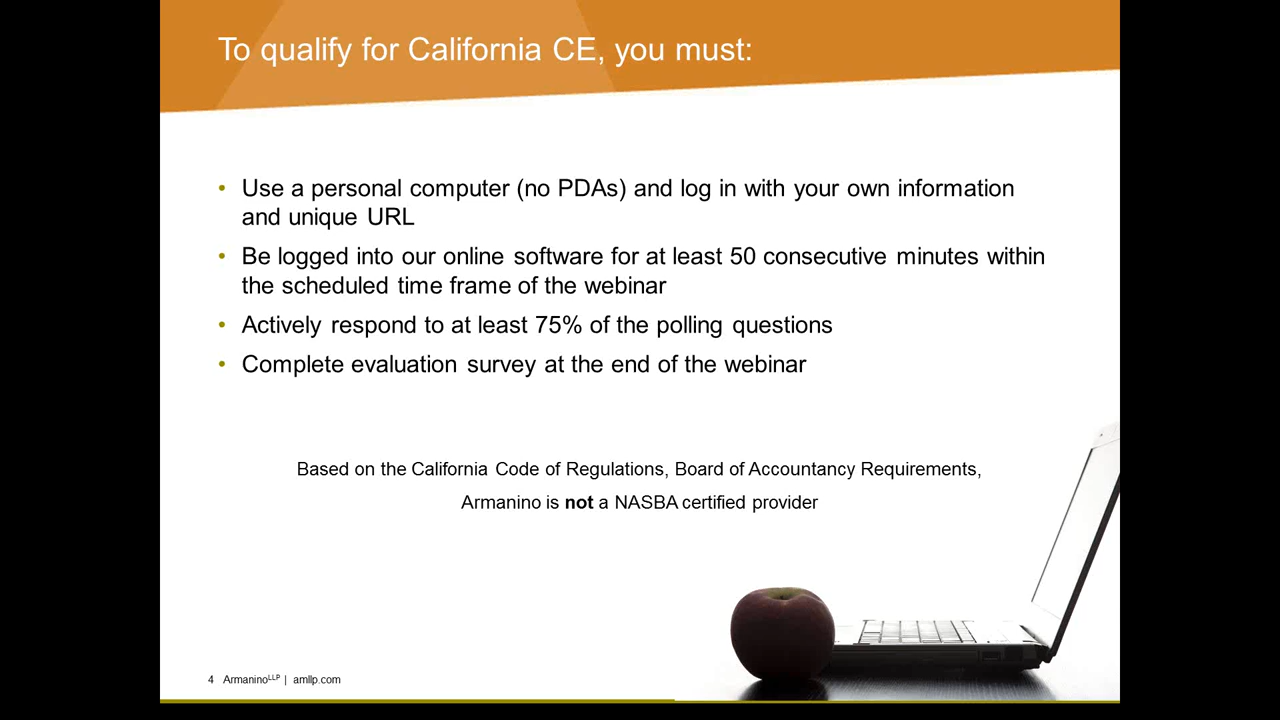 To qualify for California CE, you must:
• Use a personal computer (no PDAs) and log in with your own information
and unique URL
• Be logged into our online software for at least 50 consecutive minutes within
the scheduled time frame of the webinar
• Actively respond to at least 75% of the polling questions
• Complete evaluation survey at the end of the webinar
Based on the California Code of Regulations, Board of Accountancy Requirements,
Armanino is not a NASBA certified provider
4 ArmaninoLLP | amllp.com